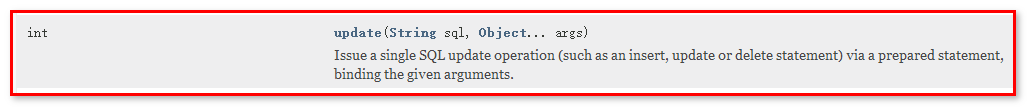 int update(String sql, Object... args)
Issue a single SQL update operation (such as an insert, update or delete statement) via a prepared statement,
binding the given arguments.